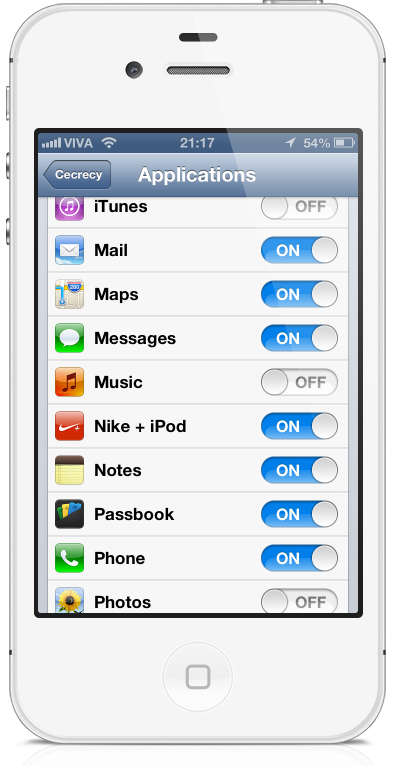 VIVA 21:17 54%
Cecrecy Applications
iTunes OFF
Mail ON
Maps ON
Messages ON
Music OFF
Nike + iPod ON
Notes ON
Passbook ON
Phone ON
Photos OFF